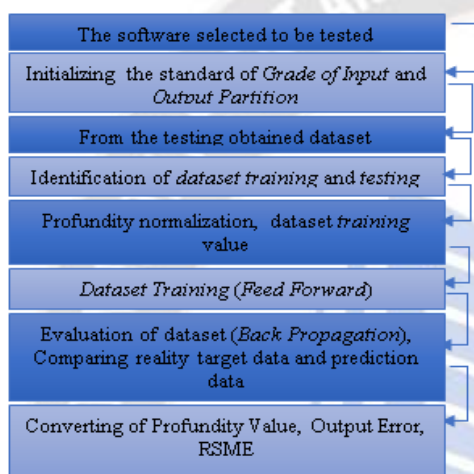 The software selected to be tested
Initializing the standard of Grade of Input and
Output Partition
From the testing obtained dataset
Identification of dataset training and testing
Profundity normalization, dataset training
value
Dataset Training (Feed Forward)
Evaluation of dataset (Back Propagation),
Comparing reality target data and prediction
data
Converting of Profundity Value, Output Error,
RSME